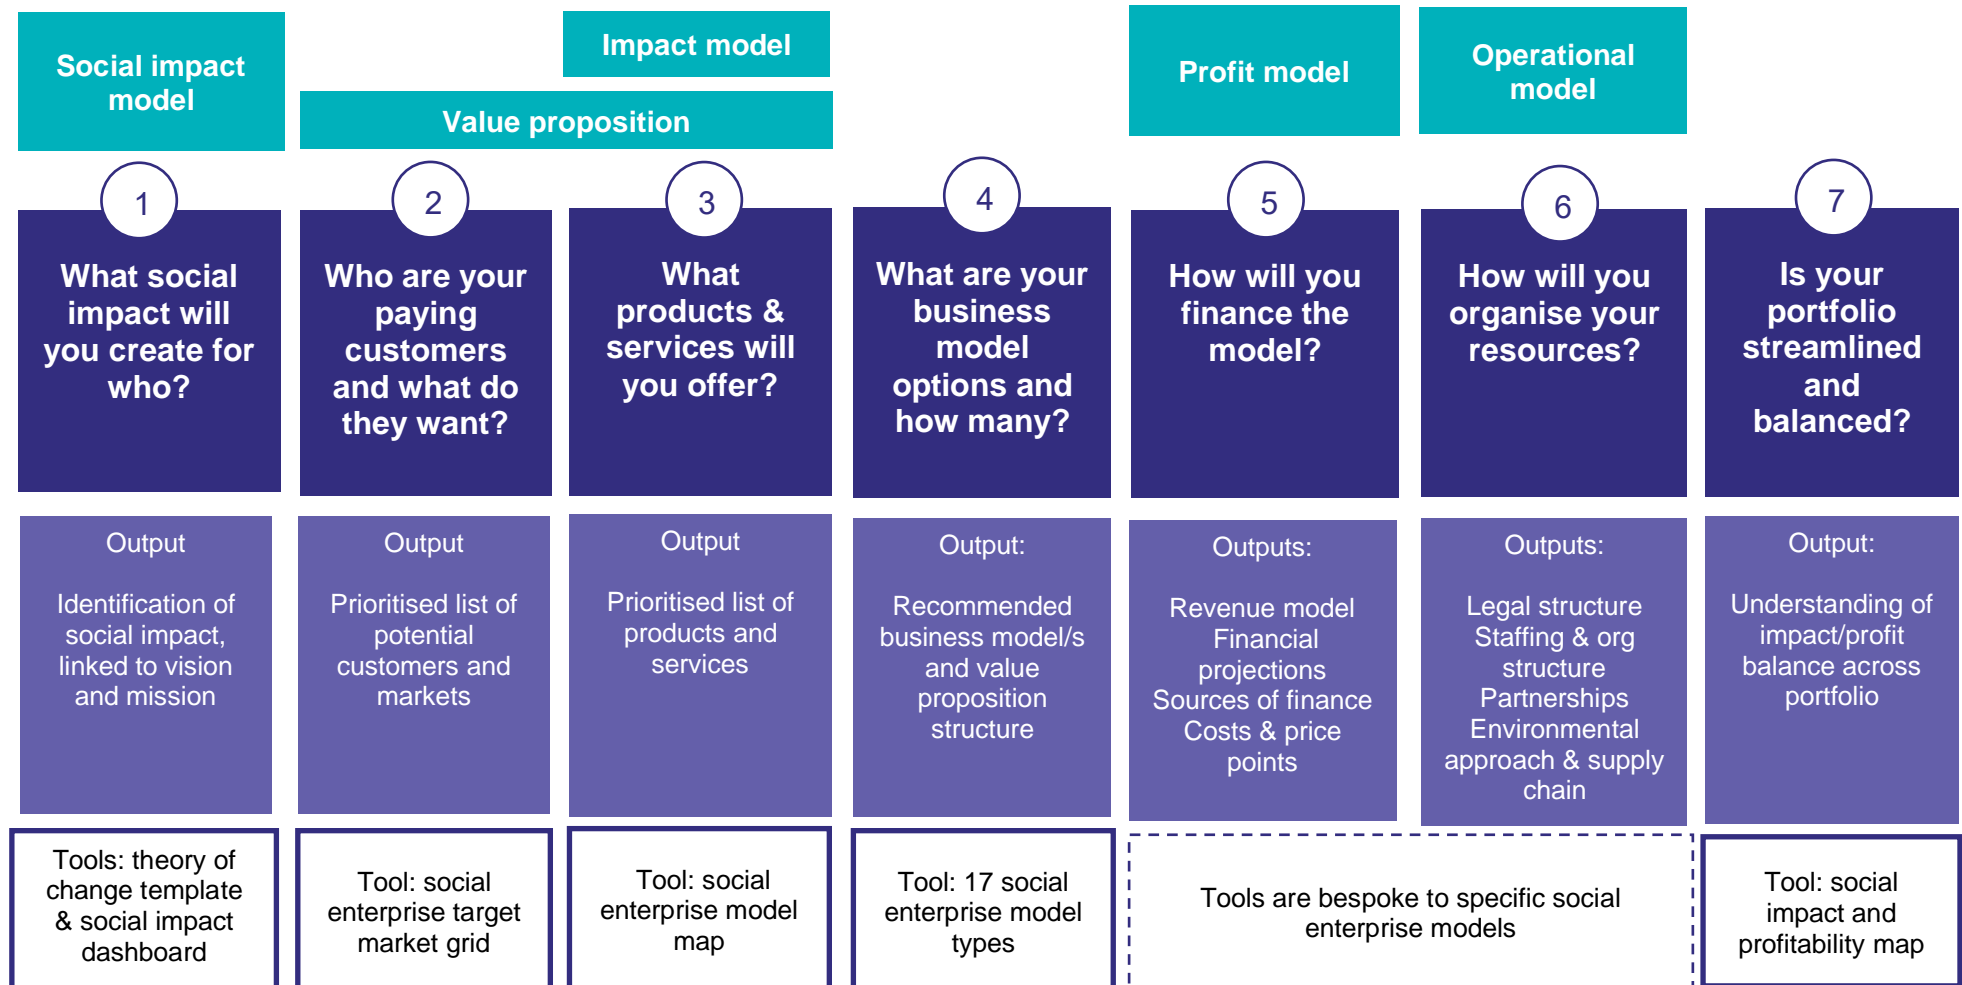 Social impact
model
Impact model
Value proposition
Profit model
Operational
model
1
What social
impact will
you create for
who?
2
Who are your
paying
customers
and what do
they want?
3
What
products &
services will
you offer?
4
What are your
business
model
options and
how many?
5
How will you
finance the
model?
6
How will you
organise your
resources?
7
Is your
portfolio
streamlined
and
balanced?
Output
Identification of
social impact,
linked to vision
and mission
Output
Prioritised list of
potential
customers and
markets
Output
Prioritised list of
products and
services
Output:
Recommended
business model/s
and value
proposition
structure
Outputs:
Revenue model
Financial
projections
Sources of finance
Costs & price
points
Outputs:
Legal structure
Staffing & org
structure
Partnerships
Environmental
approach & supply
chain
Output:
Understanding of
impact/profit
balance across
portfolio
Tools: theory of
change template
& social impact
dashboard
Tool: social
enterprise target
market grid
Tool: social
enterprise model
map
Tool: 17 social
enterprise model
types
Tools are bespoke to specific social
enterprise models
Tool: social
impact and
profitability map